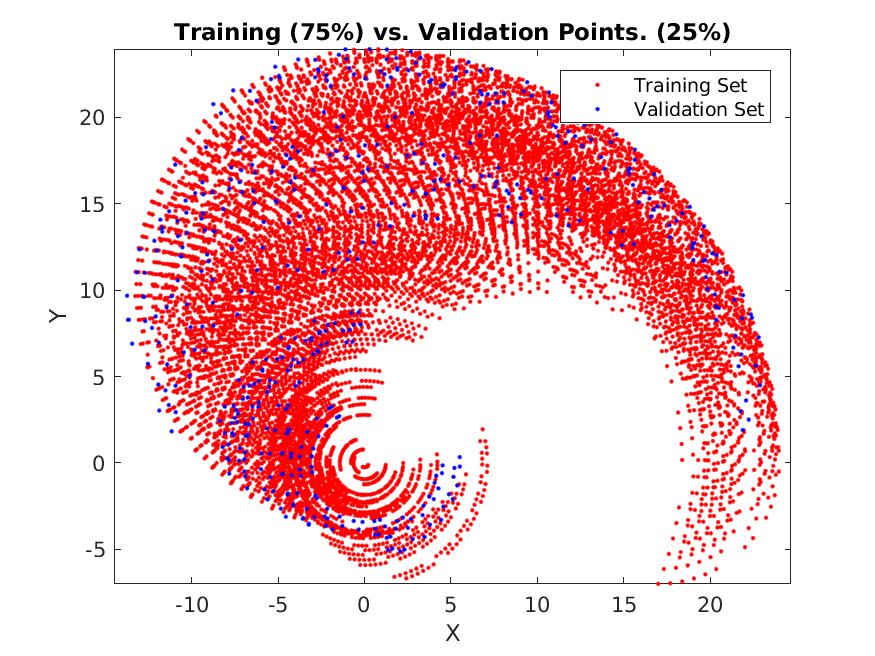 Training (75%) vs. Validation Points. (25%)
Training Set
Validation Set
Y
20
15
10
5
0
-5
-10
-5
0
5
10
15
20
X